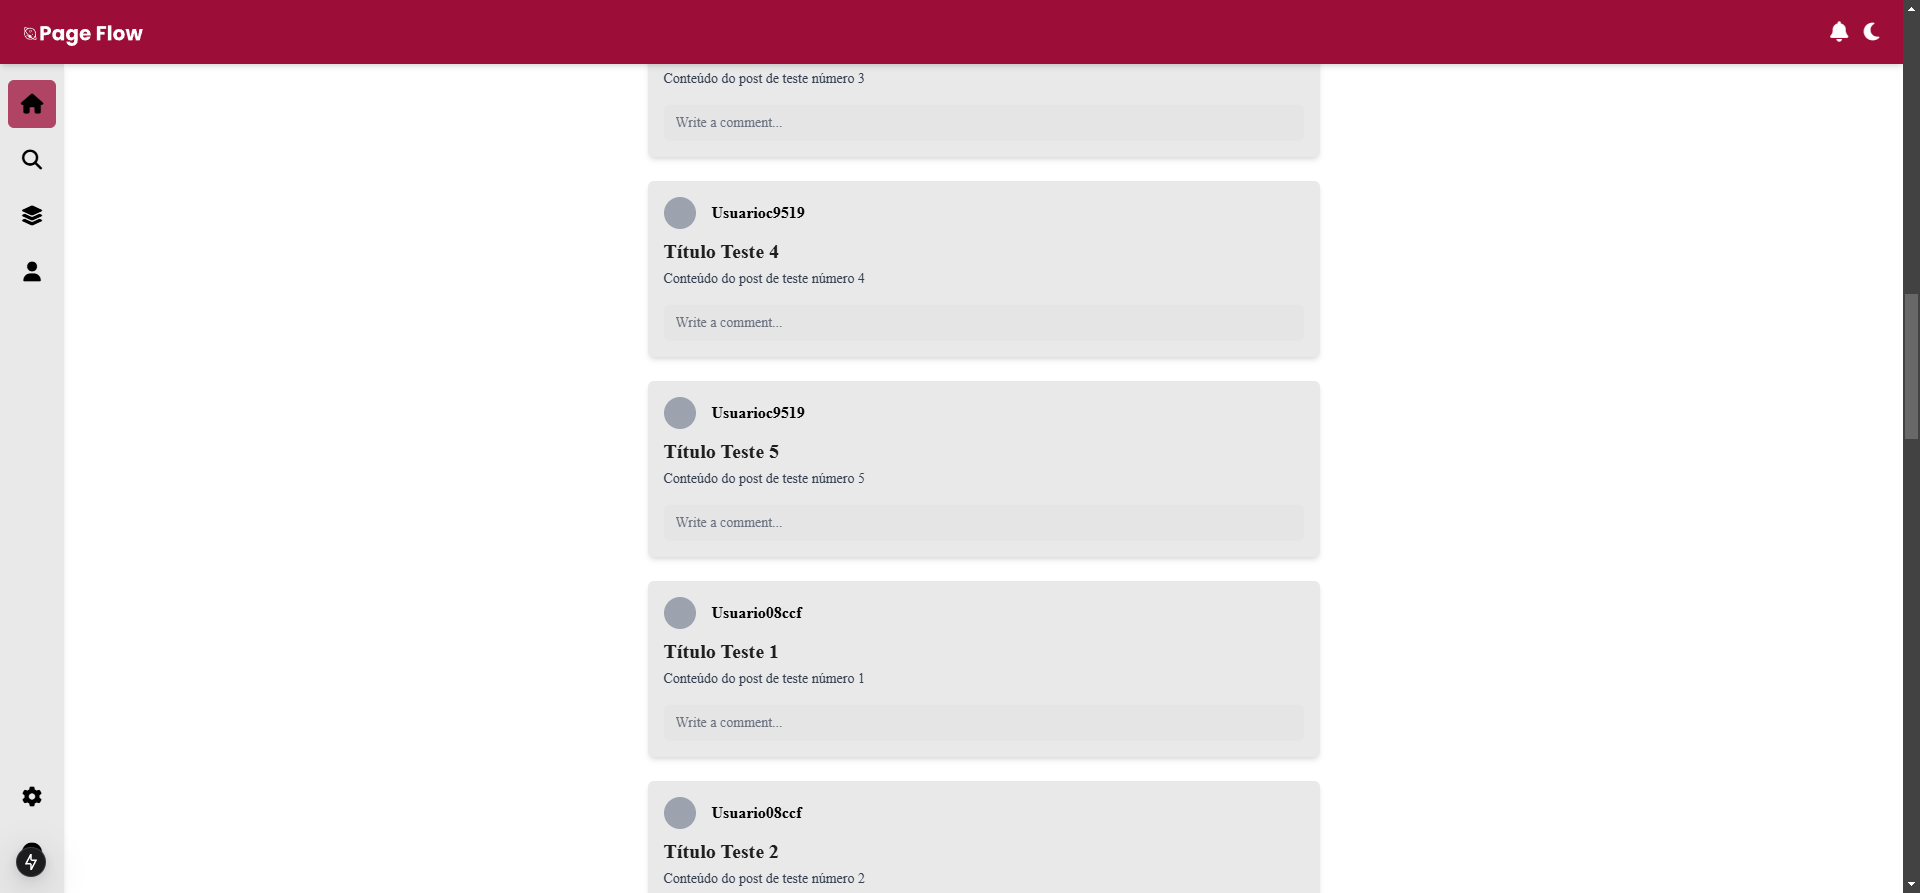 Page Flow
Conteúdo do post de teste número 3
Write a comment...
Usuarioc9519
Título Teste 4
Conteúdo do post de teste número 4
Write a comment...
Usuarioc9519
Título Teste 5
Conteúdo do post de teste número 5
Write a comment...
Usuario08ccf
Título Teste 1
Conteúdo do post de teste número 1
Write a comment...
Usuario08ccf
Título Teste 2
Conteúdo do post de teste número 2